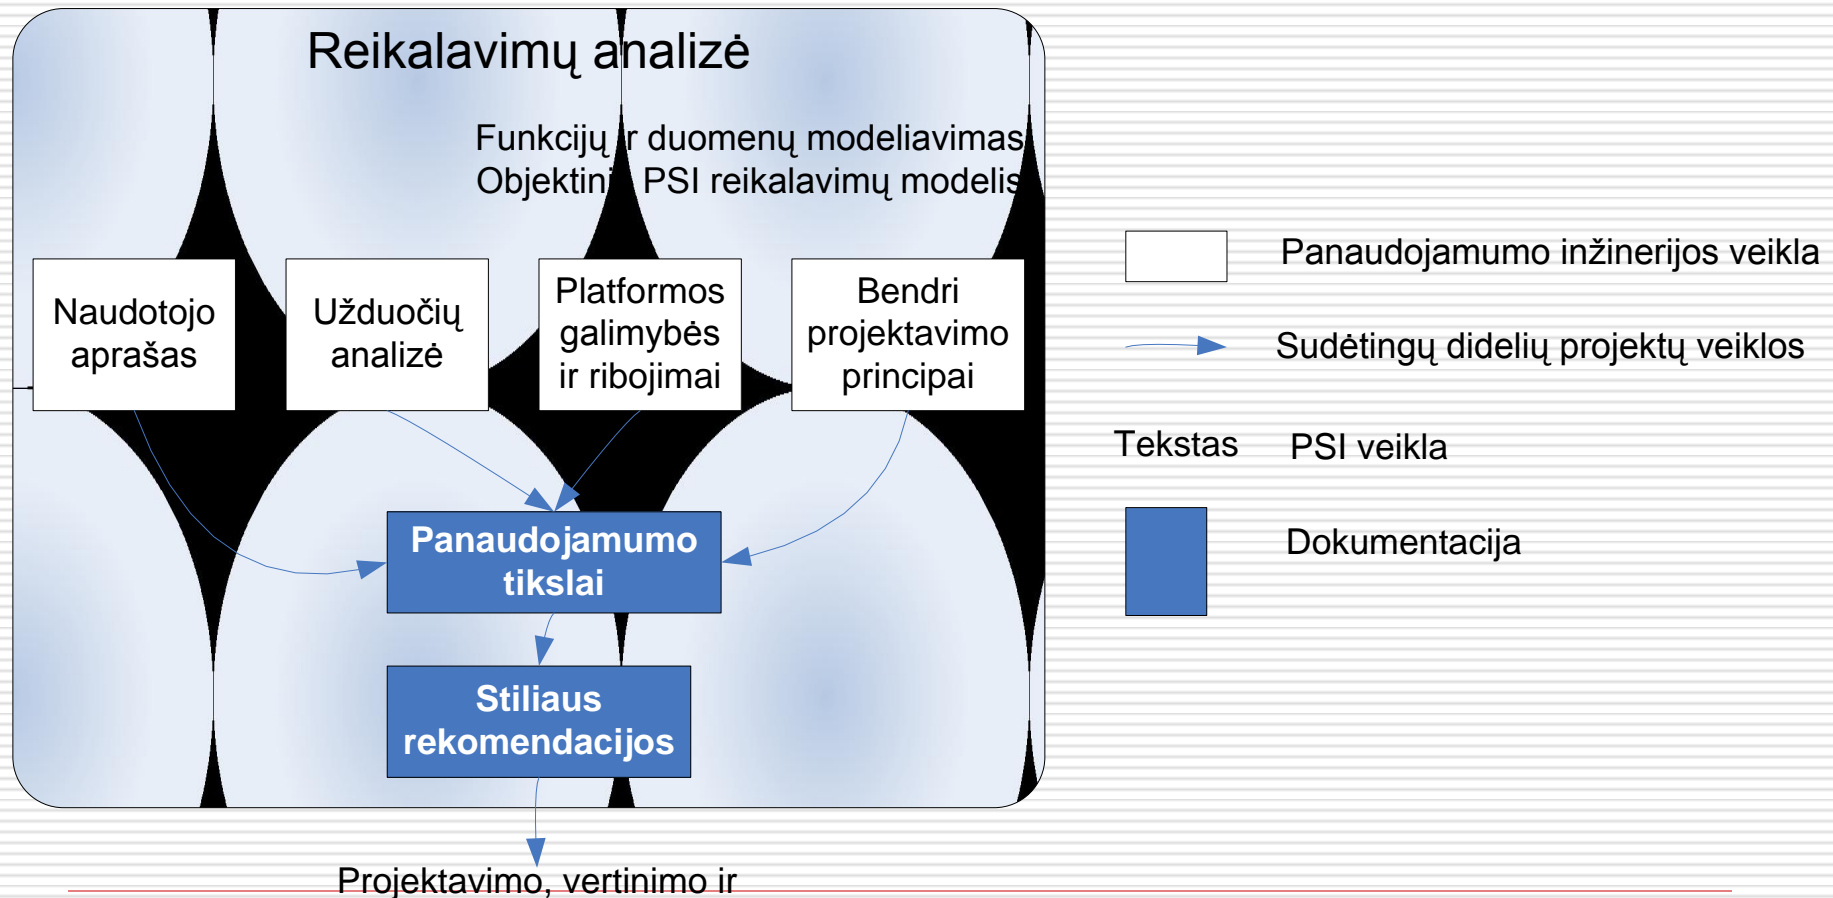 Reikalavimų analizė
Funkcijų ir duomenų modeliavimas
Objektinis PSI reikalavimų modelis
Naudotojo
aprašas
Užduočių
analizė
Platformos
galimybės
ir ribojimai
Bendri
projektavimo
principai
Panaudojamumo
tikslai
Stiliaus
rekomendacijos
Projektavimo, vertinimo ir
Panaudojamumo inžinerijos veikla
Sudėtingų didelių projektų veiklos
Tekstas PSI veikla
Dokumentacija